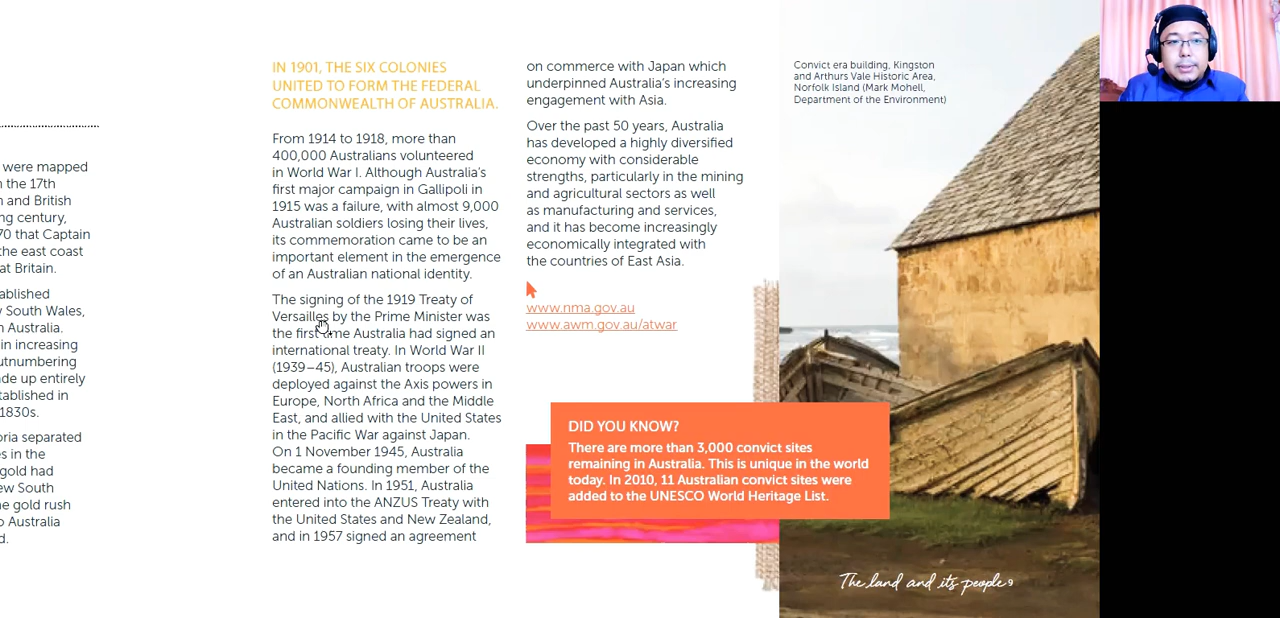 were mapped
the 17th
and British
ng century,
70 that Captain
the east coast
at Britain.
ablished
South Wales,
n Australia.
in increasing
utnumbering
de up entirely
tablished in
1830s.
oria separated
es in the
gold had
ew South
e gold rush
o Australia
d.
IN 1901, THE SIX COLONIES
UNITED TO FORM THE FEDERAL
COMMONWEALTH OF AUSTRALIA.
From 1914 to 1918, more than
400,000 Australians volunteered
in World War I. Although Australia's
first major campaign in Gallipoli in
1915 was a failure, with almost 9,000
Australian soldiers losing their lives,
its commemoration came to be an
important element in the emergence
of an Australian national identity.
The signing of the 1919 Treaty of
Versailles by the Prime Minister was
the first time Australia had signed an
international treaty. In World War II
(1939–45), Australian troops were
deployed against the Axis powers in
Europe, North Africa and the Middle
East, and allied with the United States
in the Pacific War against Japan.
On 1 November 1945, Australia
became a founding member of the
United Nations. In 1951, Australia
entered into the ANZUS Treaty with
the United States and New Zealand,
and in 1957 signed an agreement
on commerce with Japan which
underpinned Australia's increasing
engagement with Asia.
Over the past 50 years, Australia
has developed a highly diversified
economy with considerable
strengths, particularly in the mining
and agricultural sectors as well
as manufacturing and services,
and it has become increasingly
economically integrated with
the countries of East Asia.
www.nma.gov.au
www.awm.gov.au/atwar
DID YOU KNOW?
There are more than 3,000 convict sites
remaining in Australia. This is unique in the world
today. In 2010, 11 Australian convict sites were
added to the UNESCO World Heritage List.
Convict era building, Kingston
and Arthurs Vale Historic Area,
Norfolk Island (Mark Mohell,
Department of the Environment)
The land and its people 9